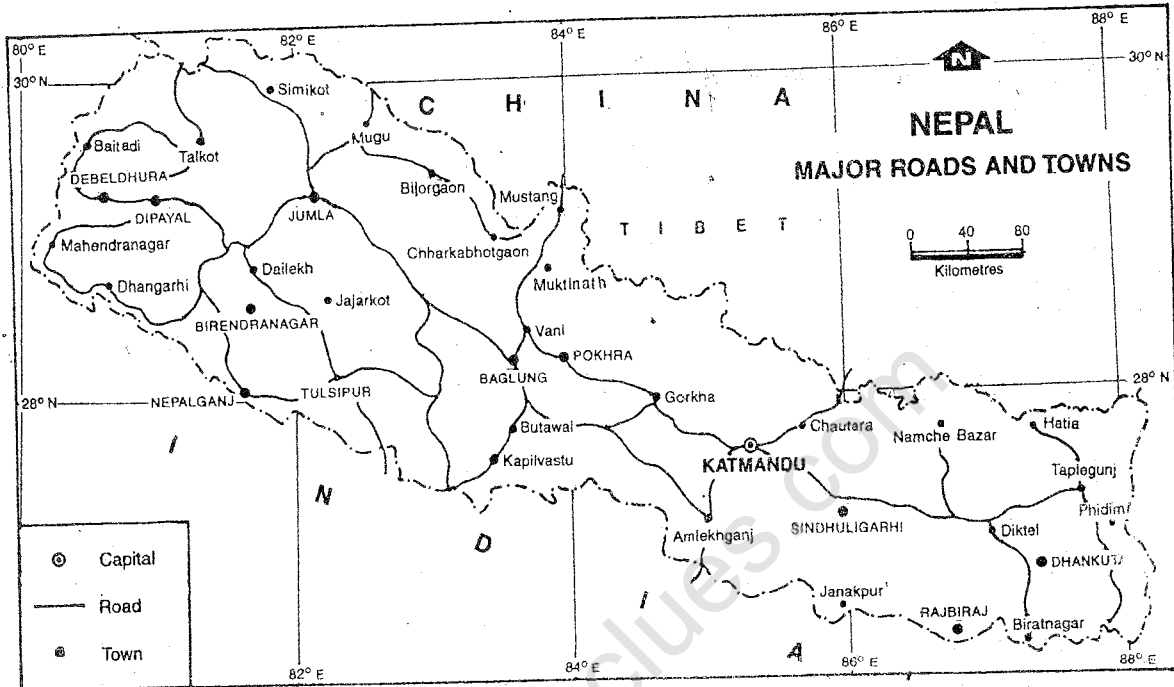 80° E
82° E
84° E
86° E
88° E
30° N
30° N
N
NEPAL
MAJOR ROADS AND TOWNS
0 40 80
Kilometres
C H I N A
T I B E T
Simikot
Mugu
Baitadi
Talkot
DEBELDHURA
DIPAYAL
JUMLA
Bijorgaon
Mustang
Chharkabhotgaon
Muktinath
Mahendranagar
Dhangarhi
Dailekh
Jajarkot
BIRENDRANAGAR
Vani
POKHRA
BAGLUNG
28° N
28° N
NEPALGANJ
TULSIPUR
Gorkha
Butawal
Kapilvastu
KATMANDU
Chautara
Namche Bazar
Hatia
Taplegunj
Phidim
Amlekhganj
SINDHULIGARHI
Diktel
DHANKUTA
Janakpur
RAJBIRAJ
Biratnagar
I N D I A
Capital
Road
Town
82° E
84° E
86° E
88° E
clues.com